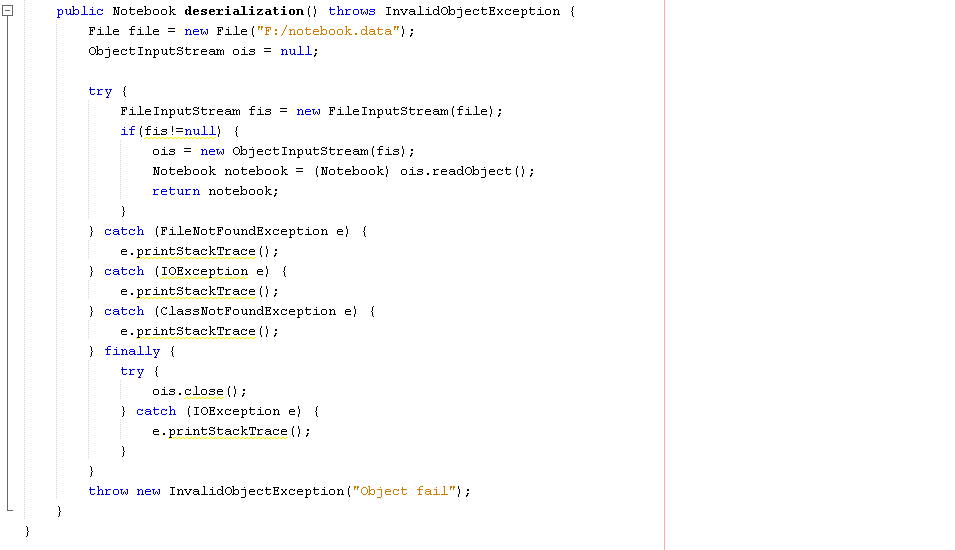 public Notebook deserialization() throws InvalidObjectException {
File file = new File("F:/notebook.data");
ObjectInputStream ois = null;
try {
FileInputStream fis = new FileInputStream(file);
if(fis!=null) {
ois = new ObjectInputStream(fis);
Notebook notebook = (Notebook) ois.readObject();
return notebook;
}
} catch (FileNotFoundException e) {
e.printStackTrace();
} catch (IOException e) {
e.printStackTrace();
} catch (ClassNotFoundException e) {
e.printStackTrace();
} finally {
try {
ois.close();
} catch (IOException e) {
e.printStackTrace();
}
}
throw new InvalidObjectException("Object fail");
}
}